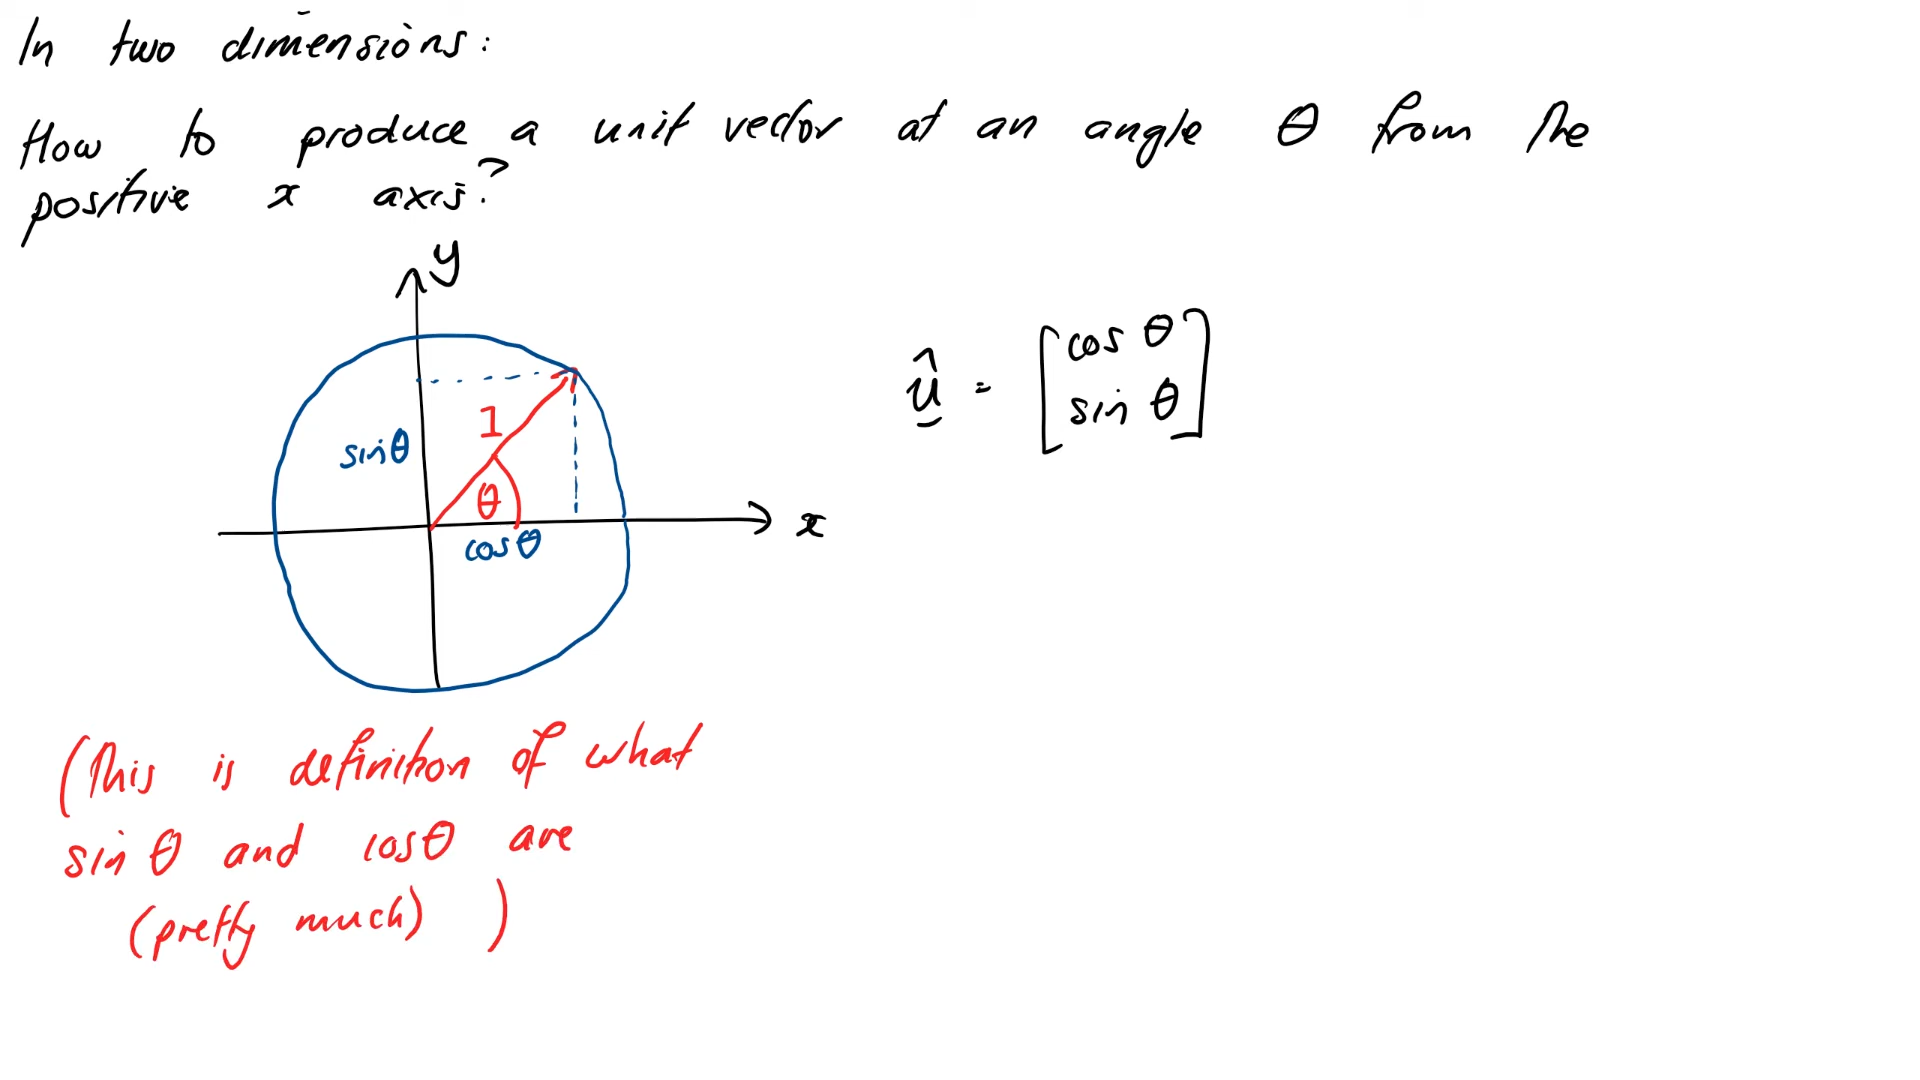 In two dimensions:
How to produce a unit vector at an angle θ from the
positive x axis?
y
sinθ
1
θ
cosθ
x
û = [cos θ
sin θ]
(This is definition of what
sin θ and cosθ are
(pretty much) )